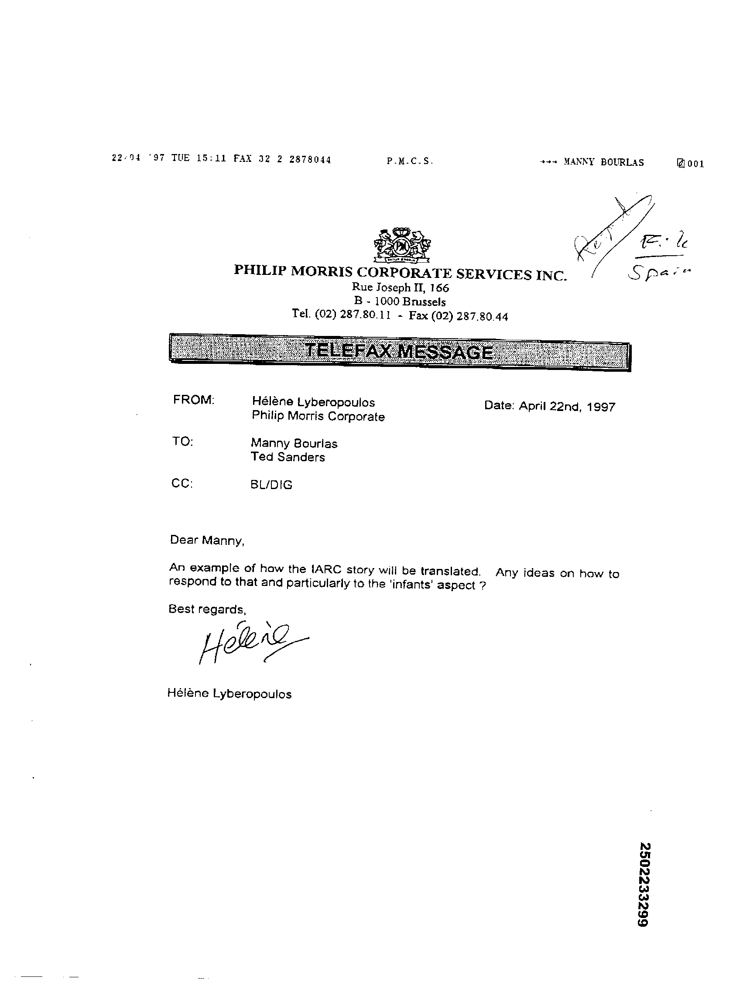 22/04 '97 TUE 15:11 FAX 32 2 2878044 P.M.C.S. →→→ MANNY BOURLAS 001
File
Spain
PM
PHILIP MORRIS CORPORATE SERVICES INC.
Rue Joseph II, 166
B - 1000 Brussels
Tel. (02) 287.80.11 - Fax (02) 287.80.44
TELEFAX MESSAGE
FROM: Hélène Lyberopoulos Date: April 22nd, 1997
Philip Morris Corporate
TO: Manny Bourlas
Ted Sanders
CC: BL/DIG
Dear Manny,
An example of how the IARC story will be translated. Any ideas on how to
respond to that and particularly to the 'infants' aspect ?
Best regards,
Hélène
Hélène Lyberopoulos
2502233299